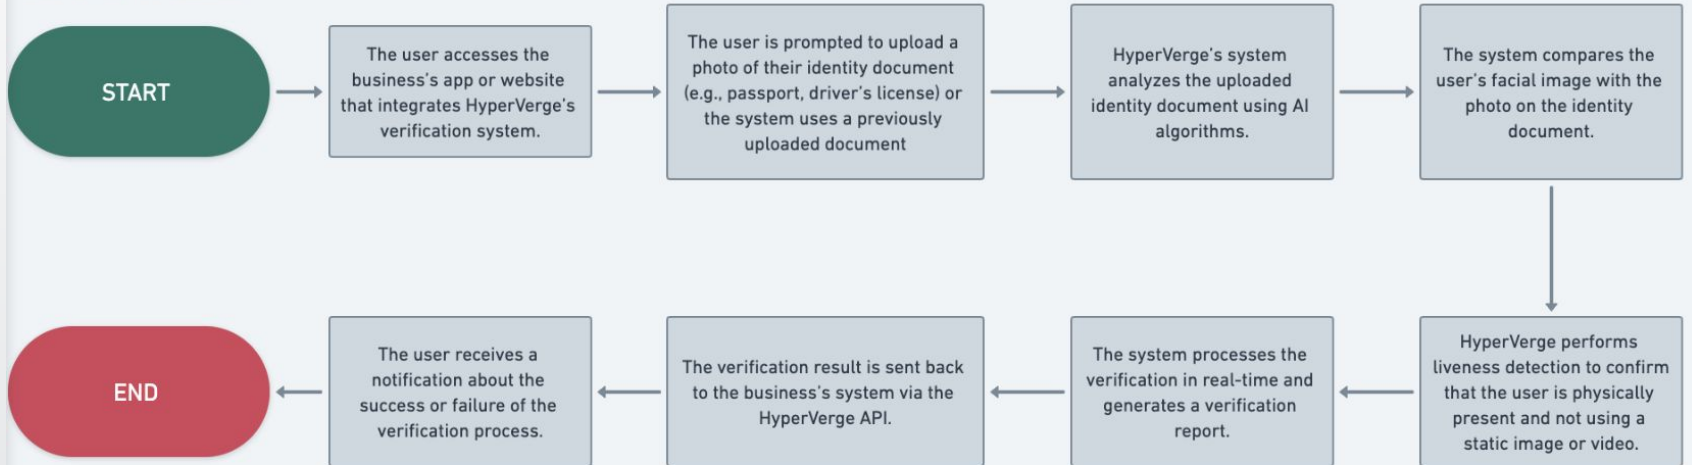 START
The user accesses the
business's app or website
that integrates HyperVerge's
verification system.
The user is prompted to upload a
photo of their identity document
(e.g., passport, driver's license) or
the system uses a previously
uploaded document
HyperVerge's system
analyzes the uploaded
identity document using AI
algorithms.
The system compares the
user's facial image with the
photo on the identity
document.
HyperVerge performs
liveness detection to confirm
that the user is physically
present and not using a
static image or video.
The system processes the
verification in real-time and
generates a verification
report.
The verification result is sent back
to the business's system via the
HyperVerge API.
The user receives a
notification about the
success or failure of the
verification process.
END